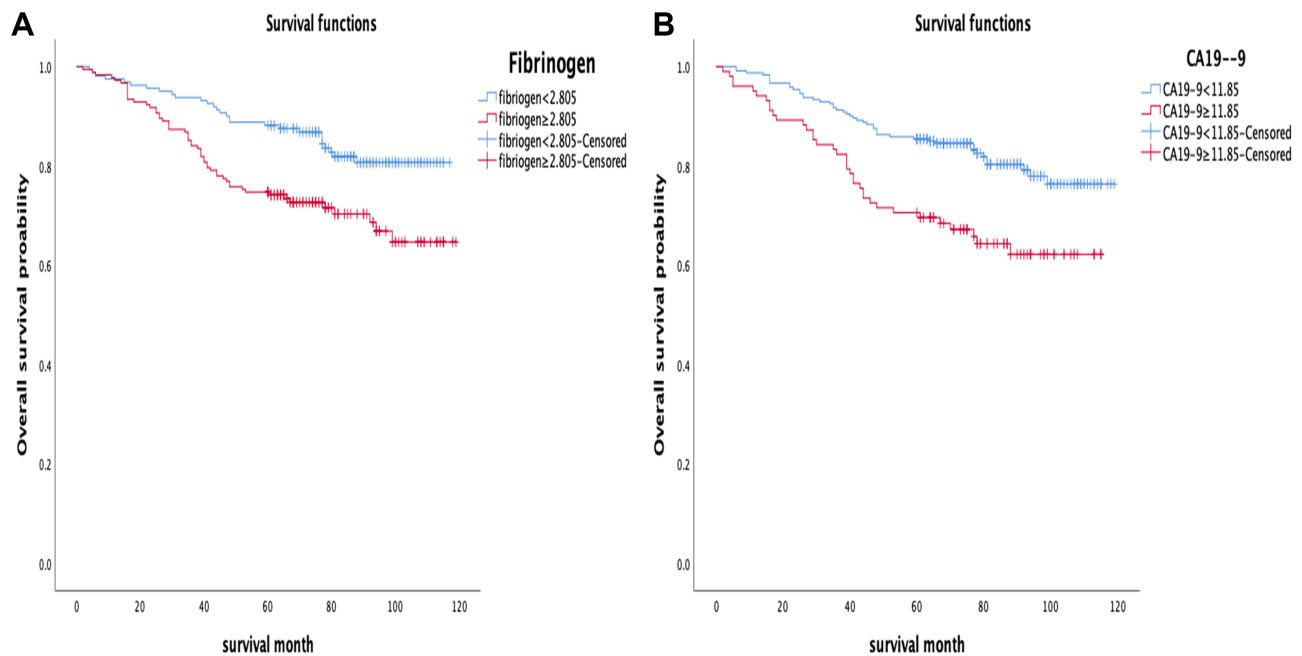 A
Survival functions
Fibrinogen
fibriogen<2.805
fibriogen≥2.805
fibriogen<2.805-Censored
fibriogen≥2.805-Censored
Overall survival proability
1.0
0.8
0.6
0.4
0.2
0.0
0 20 40 60 80 100 120
survival month
B
Survival functions
CA19--9
CA19-9<11.85
CA19-9≥11.85
CA19-9<11.85-Censored
CA19-9≥11.85-Censored
Overall survival proability
1.0
0.8
0.6
0.4
0.2
0.0
0 20 40 60 80 100 120
survival month